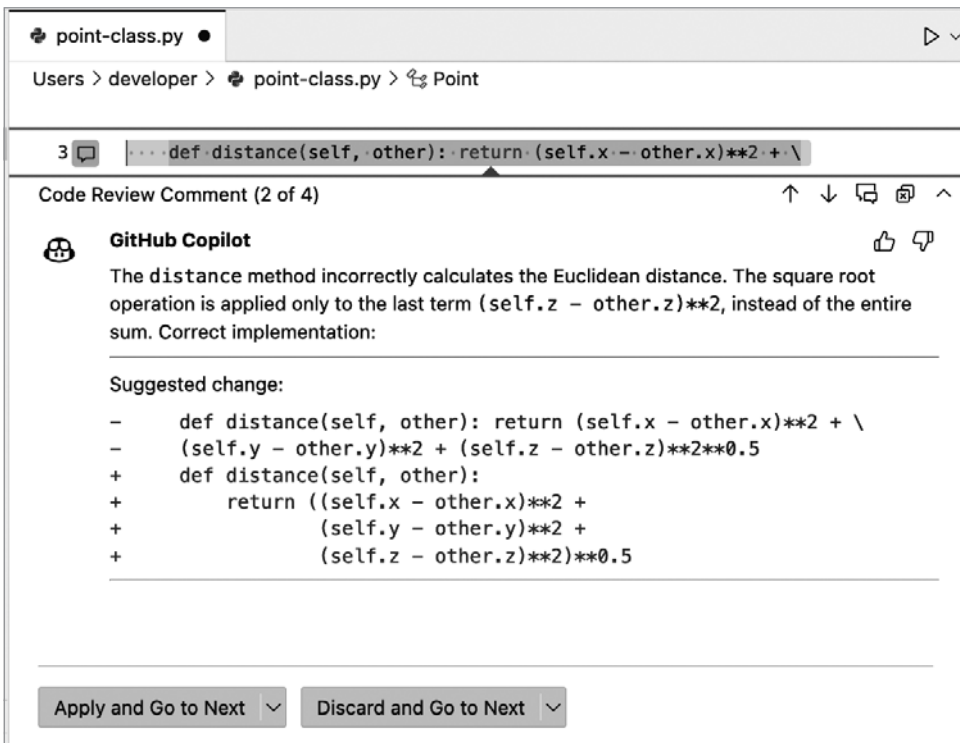 point-class.py ●
Users > developer > point-class.py > Point
3 ····def·distance(self,·other):·return·(self.x·-·other.x)**2·+·\
Code Review Comment (2 of 4)
GitHub Copilot
The distance method incorrectly calculates the Euclidean distance. The square root
operation is applied only to the last term (self.z - other.z)**2, instead of the entire
sum. Correct implementation:
Suggested change:
-     def distance(self, other): return (self.x - other.x)**2 + \
-     (self.y - other.y)**2 + (self.z - other.z)**2**0.5
+     def distance(self, other):
+         return ((self.x - other.x)**2 +
+                 (self.y - other.y)**2 +
+                 (self.z - other.z)**2)**0.5
Apply and Go to Next Discard and Go to Next